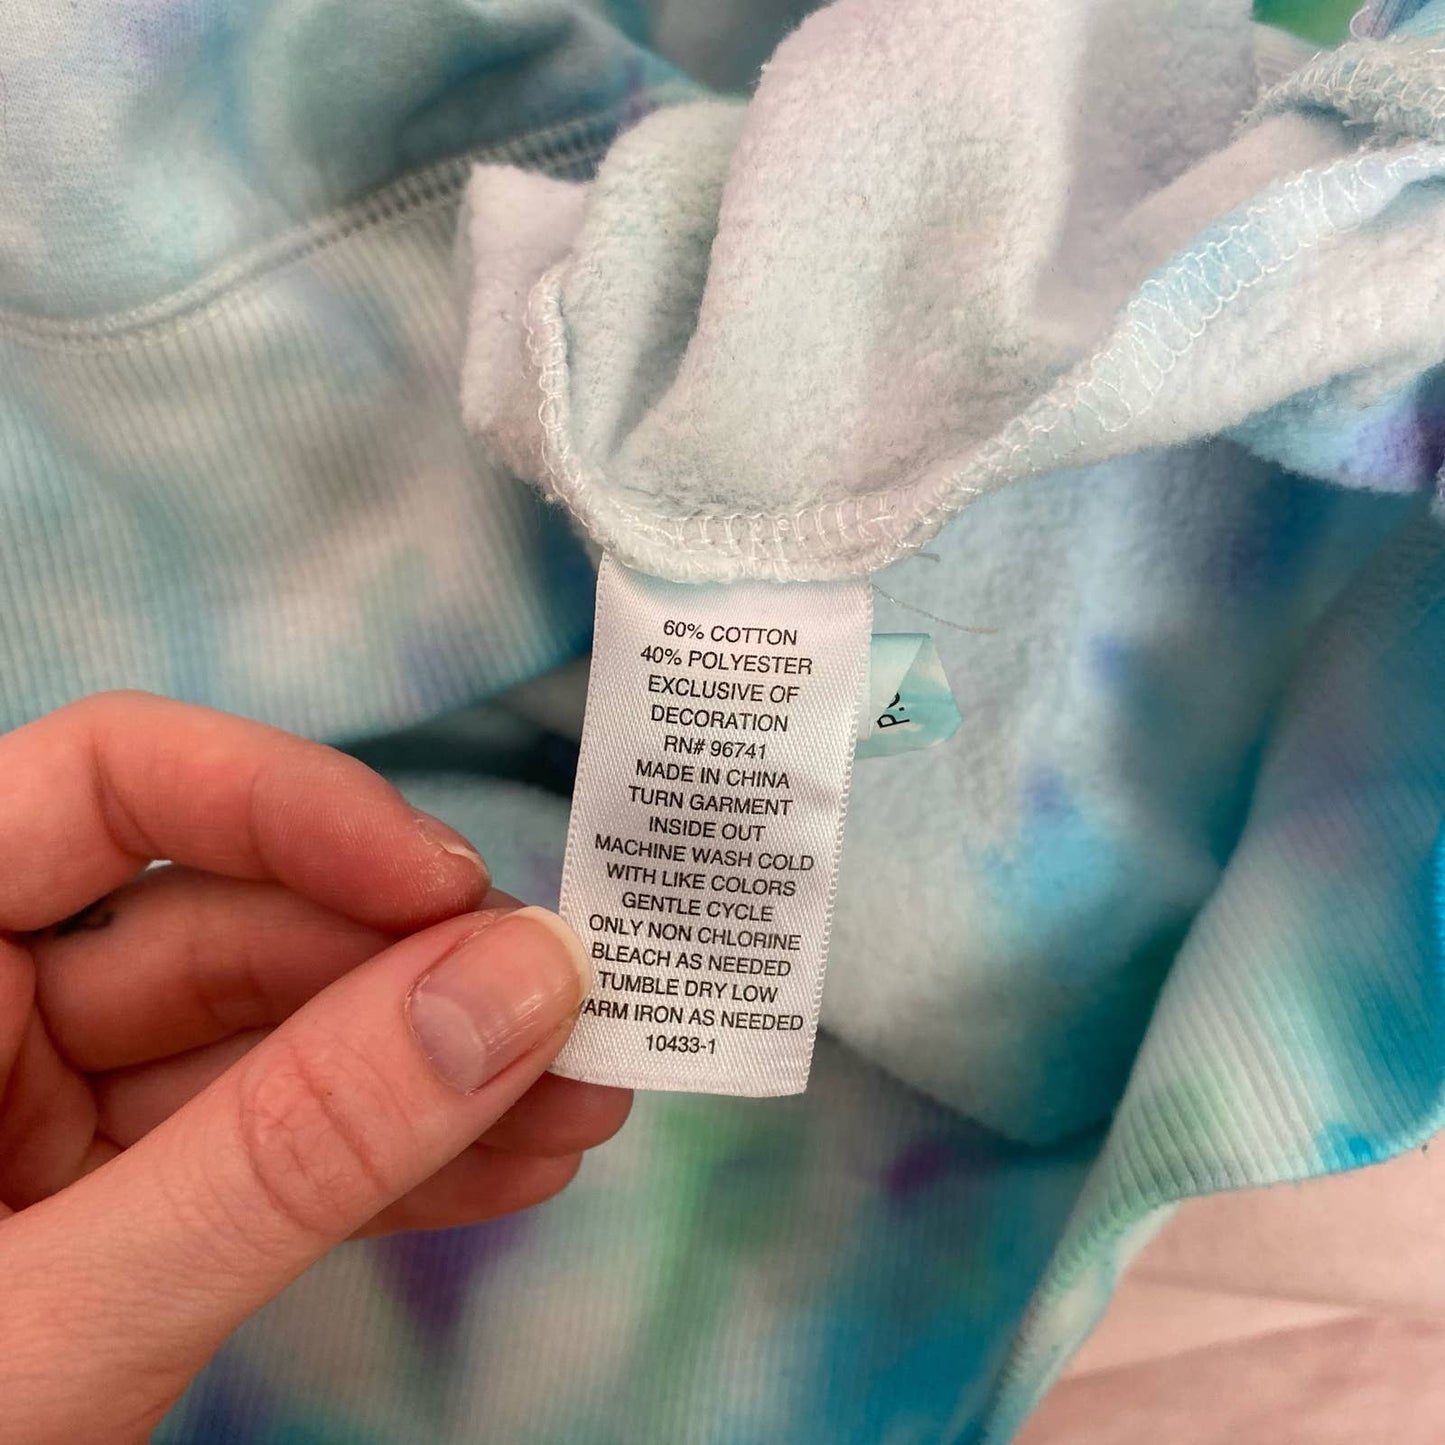 60% COTTON
40% POLYESTER
EXCLUSIVE OF
DECORATION
RN# 96741
MADE IN CHINA
TURN GARMENT
INSIDE OUT
MACHINE WASH COLD
WITH LIKE COLORS
GENTLE CYCLE
ONLY NON CHLORINE
BLEACH AS NEEDED
TUMBLE DRY LOW
ARM IRON AS NEEDED
10433-1